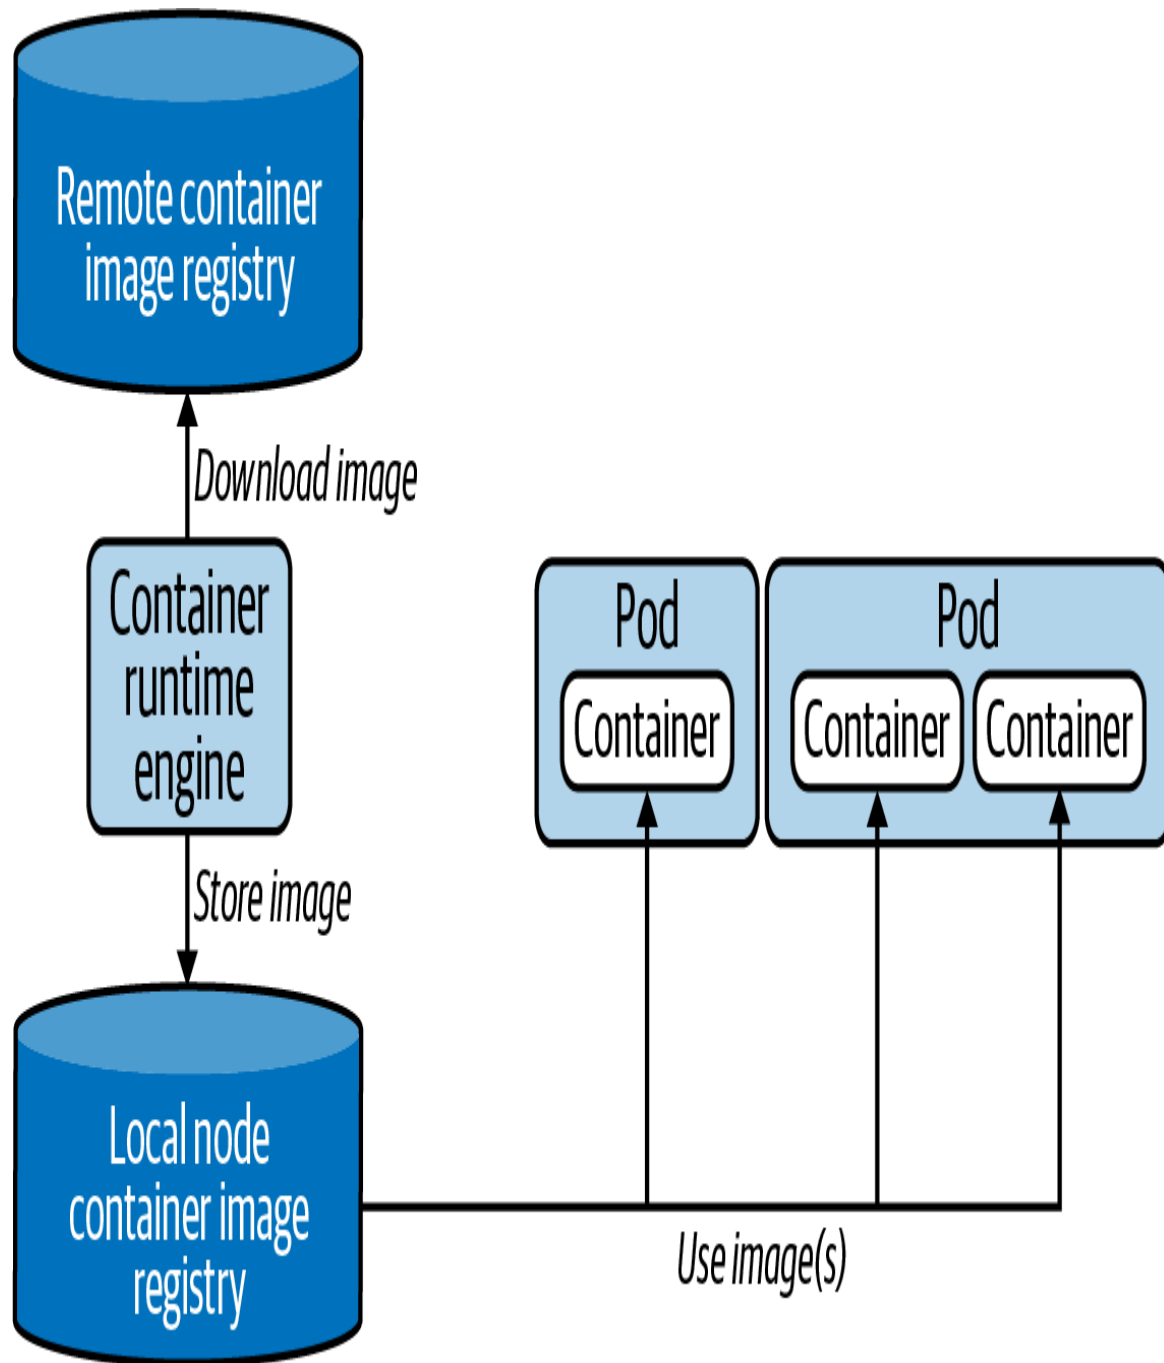 Remote container
image registry
Download image
Container
runtime
engine
Pod
Container
Pod
Container
Container
Store image
Local node
container image
registry
Use image(s)